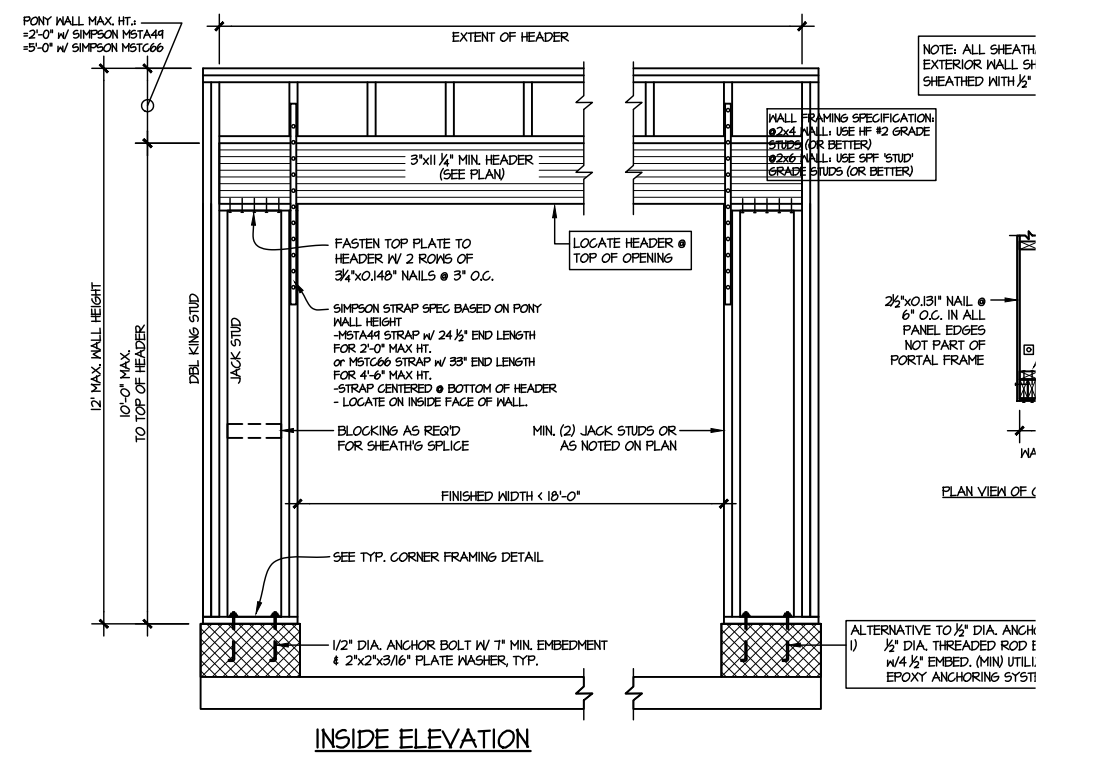 PONY WALL MAX. HT.:
=2'-0" W/ SIMPSON MSTA49
=5'-0" W/ SIMPSON MSTC66
EXTENT OF HEADER
NOTE: ALL SHEATH
EXTERIOR WALL SH
SHEATHED WITH ½"
WALL FRAMING SPECIFICATION:
@2x4 WALL: USE HF #2 GRADE
STUDS (OR BETTER)
@2x6 WALL: USE SPF 'STUD'
GRADE STUDS (OR BETTER)
3"x11 ¼" MIN. HEADER
(SEE PLAN)
FASTEN TOP PLATE TO
HEADER W/ 2 ROWS OF
3¼"x0.148" NAILS @ 3" O.C.
LOCATE HEADER @
TOP OF OPENING
12' MAX. WALL HEIGHT
10'-0" MAX.
TO TOP OF HEADER
DBL KING STUD
JACK STUD
SIMPSON STRAP SPEC BASED ON PONY
WALL HEIGHT
-MSTA49 STRAP w/ 24 ½" END LENGTH
FOR 2'-0" MAX HT.
or MSTC66 STRAP w/ 33" END LENGTH
FOR 4'-6" MAX HT.
-STRAP CENTERED @ BOTTOM OF HEADER
- LOCATE ON INSIDE FACE OF WALL.
2½"x0.131" NAIL @
6" O.C. IN ALL
PANEL EDGES
NOT PART OF
PORTAL FRAME
BLOCKING AS REQ'D
FOR SHEATH'G SPLICE
MIN. (2) JACK STUDS OR
AS NOTED ON PLAN
WA
PLAN VIEW OF
FINISHED WIDTH < 18'-0"
SEE TYP. CORNER FRAMING DETAIL
1/2" DIA. ANCHOR BOLT W/ 7" MIN. EMBEDMENT
& 2"x2"x3/16" PLATE WASHER, TYP.
ALTERNATIVE TO ½" DIA. ANCHO
1) ½" DIA. THREADED ROD
w/4 ½" EMBED. (MIN) UTILI
EPOXY ANCHORING SYSTE
INSIDE ELEVATION